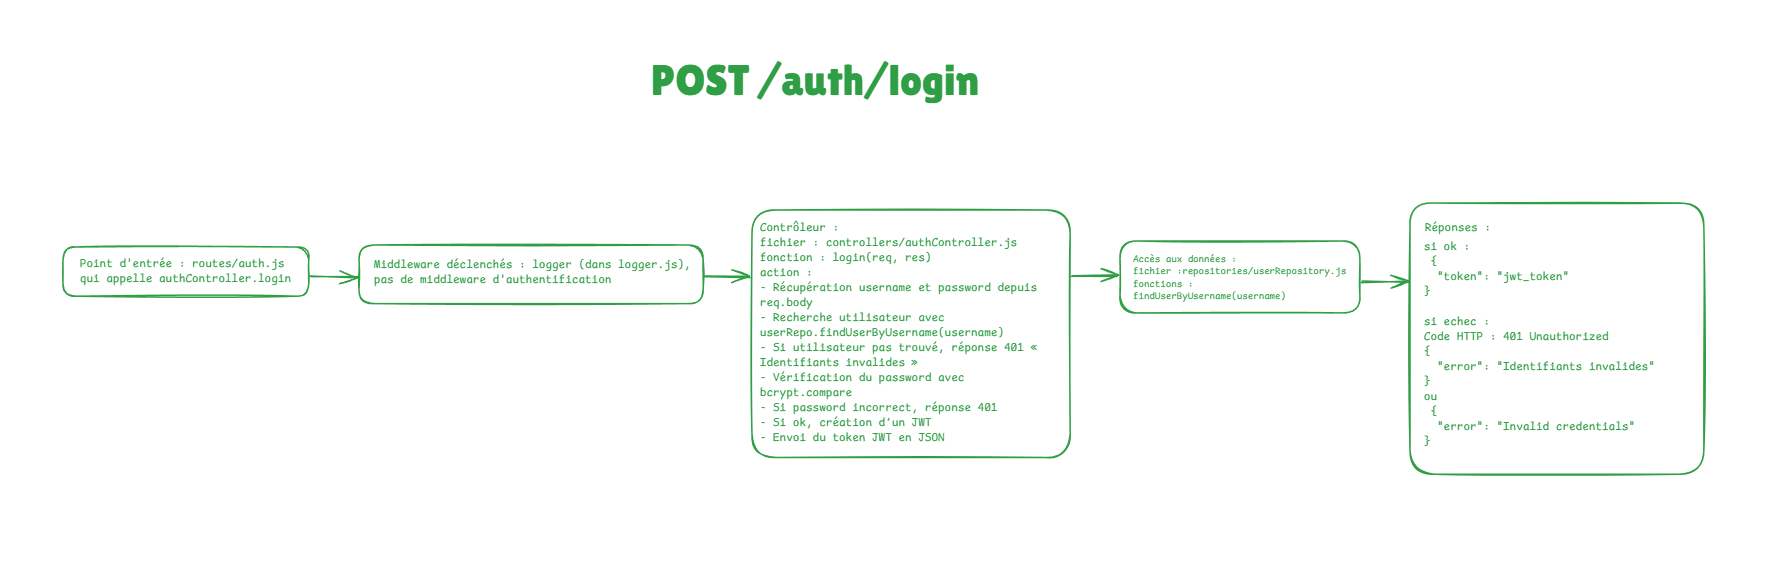 POST /auth/login
Point d'entrée : routes/auth.js
qui appelle authController.login
Middleware déclenchés : logger (dans logger.js),
pas de middleware d'authentification
Contrôleur :
fichier : controllers/authController.js
fonction : login(req, res)
action :
- Récupération username et password depuis
req.body
- Recherche utilisateur avec
userRepo.findUserByUsername(username)
- Si utilisateur pas trouvé, réponse 401 «
Identifiants invalides »
- Vérification du password avec
bcrypt.compare
- Si password incorrect, réponse 401
- Si ok, création d’un JWT
- Envoi du token JWT en JSON
Accès aux données :
fichier :repositories/userRepository.js
fonctions :
findUserByUsername(username)
Réponses :
si ok :
{
"token": "jwt_token"
}
si echec :
Code HTTP : 401 Unauthorized
{
"error": "Identifiants invalides"
}
ou
{
"error": "Invalid credentials"
}